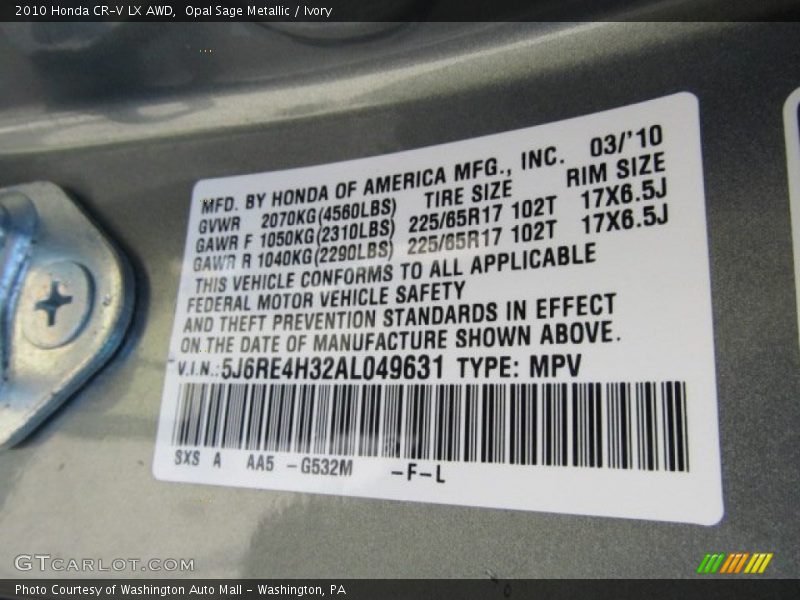 2010 Honda CR-V LX AWD,  Opal Sage Metallic / Ivory
MFD. BY HONDA OF AMERICA MFG., INC. 03/'10
GVWR 2070KG(4560LBS) TIRE SIZE RIM SIZE
GAWR F 1050KG(2310LBS) 225/65R17 102T 17X6.5J
GAWR R 1040KG(2290LBS) 225/65R17 102T 17X6.5J
THIS VEHICLE CONFORMS TO ALL APPLICABLE
FEDERAL MOTOR VEHICLE SAFETY
AND THEFT PREVENTION STANDARDS IN EFFECT
ON THE DATE OF MANUFACTURE SHOWN ABOVE.
V.I.N.:5J6RE4H32AL049631 TYPE: MPV
SXS A AA5 -G532M -F-L
GTCARLOT.COM
Photo Courtesy of Washington Auto Mall - Washington, PA